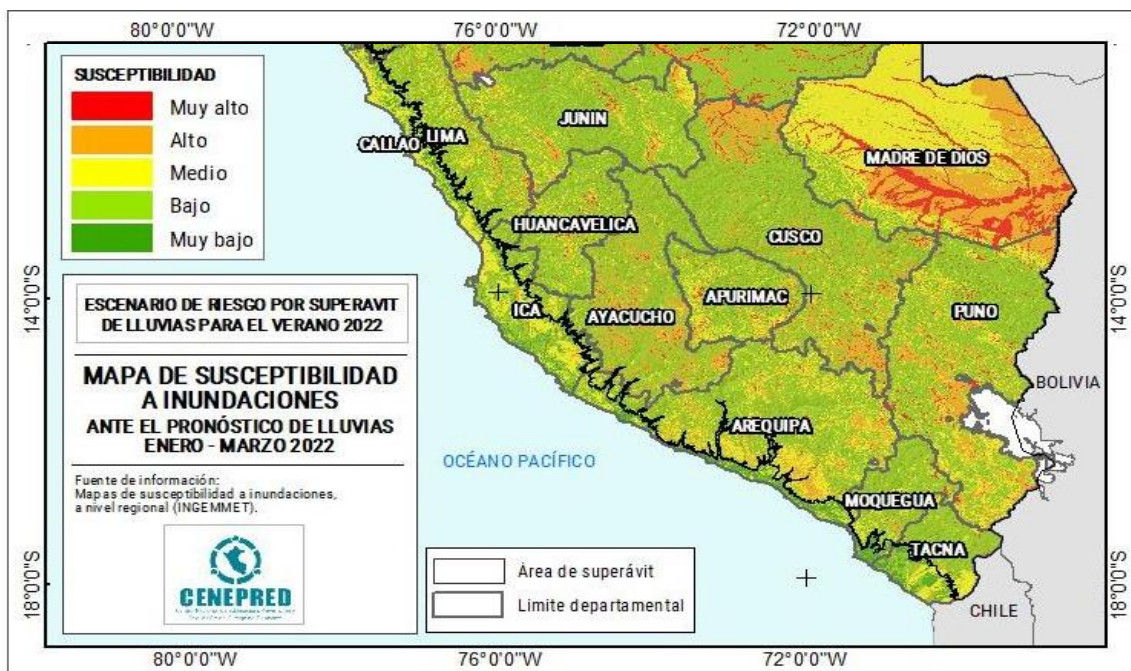 80°0'0"W 76°0'0"W 72°0'0"W
SUSCEPTIBILIDAD
Muy alto
Alto
Medio
Bajo
Muy bajo
JUNIN
LIMA
CALLAO
MADRE DE DIOS
HUANCAVELICA
CUSCO
14°0'0"S
ICA
AYACUCHO
APURIMAC
PUNO
14°0'0"S
BOLIVIA
AREQUIPA
OCÉANO PACÍFICO
MOQUEGUA
TACNA
CHILE
ESCENARIO DE RIESGO POR SUPERAVIT
DE LLUVIAS PARA EL VERANO 2022
MAPA DE SUSCEPTIBILIDAD
A INUNDACIONES
ANTE EL PRONÓSTICO DE LLUVIAS
ENERO - MARZO 2022
Fuente de información:
Mapas de susceptibilidad a inundaciones,
a nivel regional (INGEMMET).
CENEPRED
Área de superávit
Limite departamental
18°0'0"S
18°0'0"S
80°0'0"W 76°0'0"W 72°0'0"W